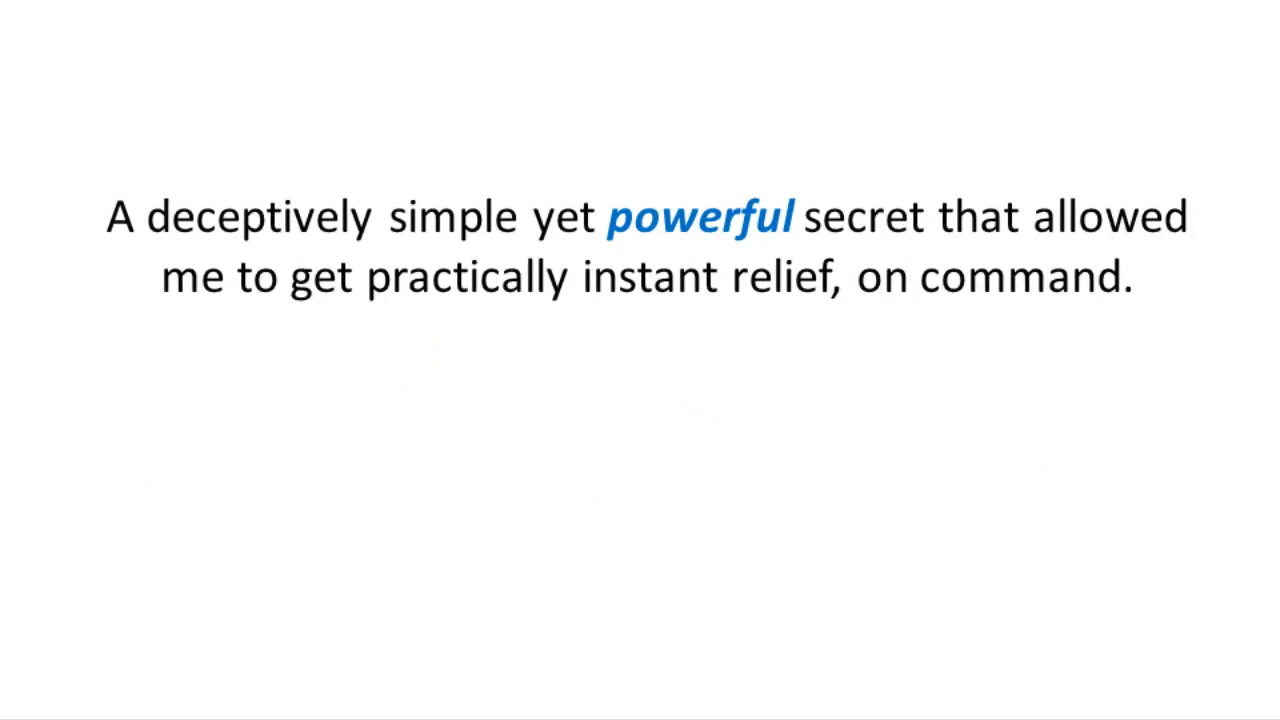 A deceptively simple yet powerful secret that allowed
me to get practically instant relief, on command.